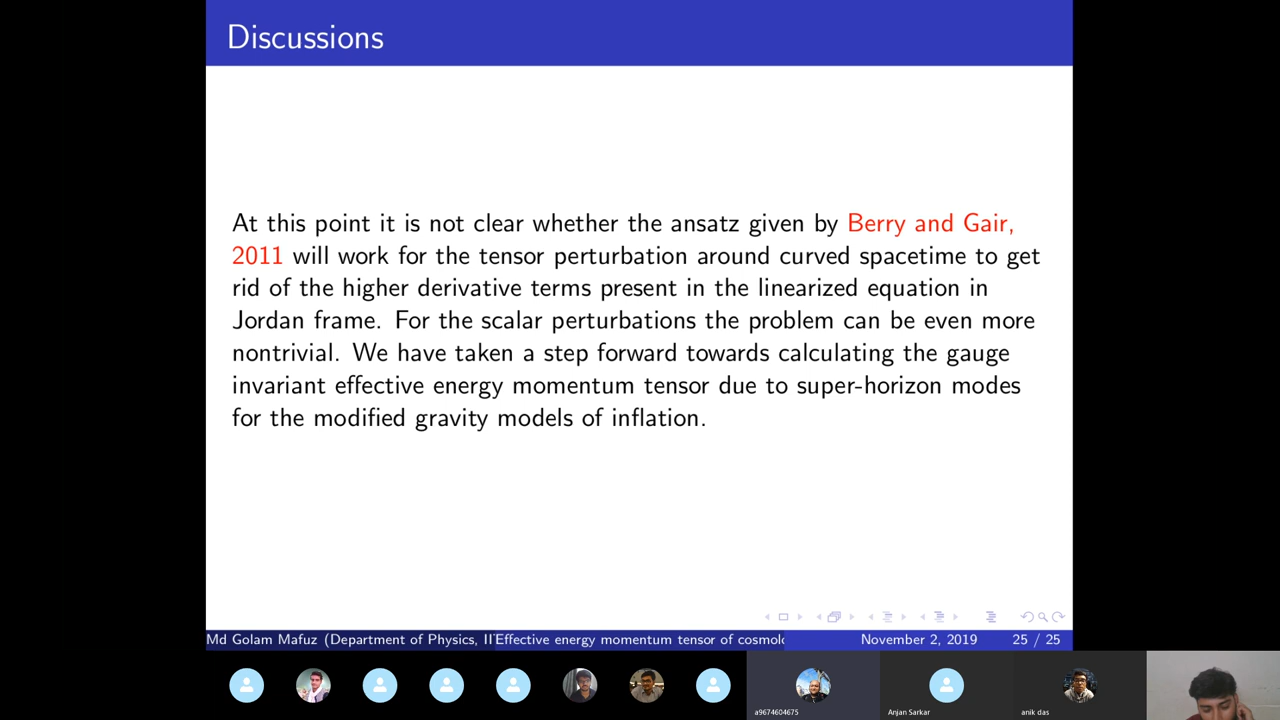 Discussions
At this point it is not clear whether the ansatz given by Berry and Gair,
2011 will work for the tensor perturbation around curved spacetime to get
rid of the higher derivative terms present in the linearized equation in
Jordan frame. For the scalar perturbations the problem can be even more
nontrivial. We have taken a step forward towards calculating the gauge
invariant effective energy momentum tensor due to super-horizon modes
for the modified gravity models of inflation.
Md Golam Mafuz (Department of Physics, II Effective energy momentum tensor of cosmol November 2, 2019 25 / 25
a9674604675 Anjan Sarkar anik das